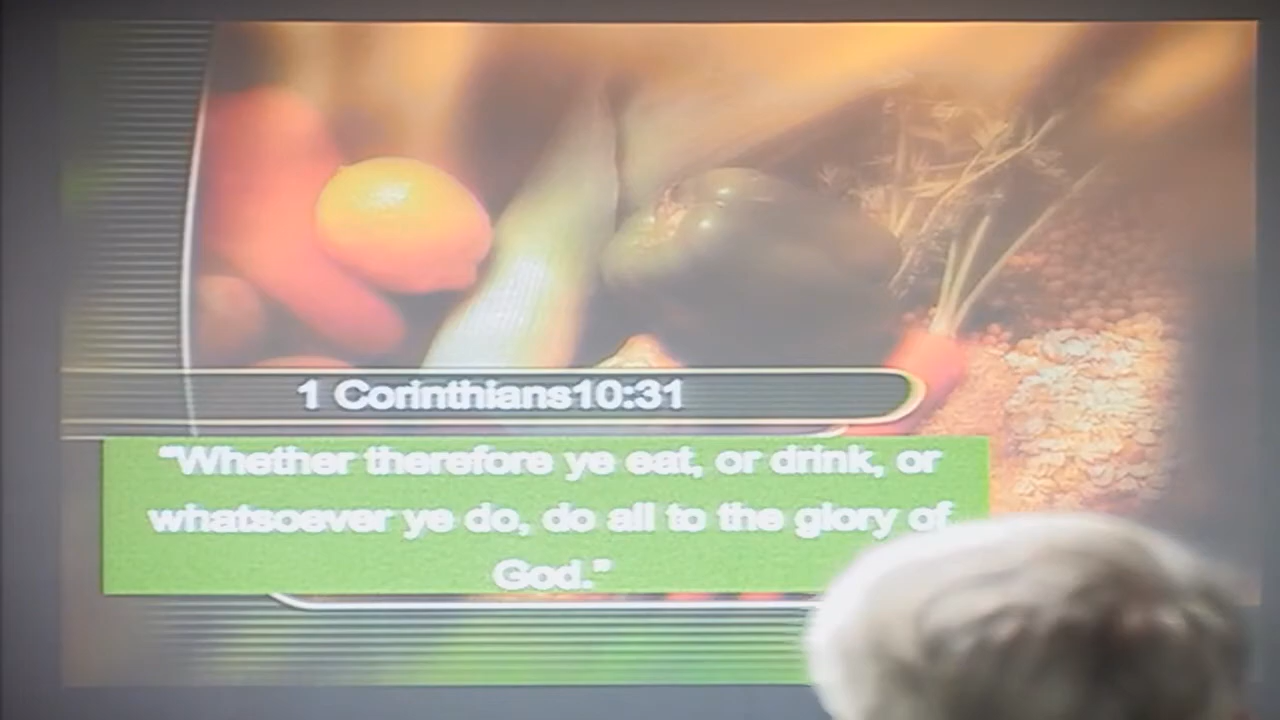 1 Corinthians10:31
"Whether therefore ye eat, or drink, or
whatsoever ye do, do all to the glory of
God."